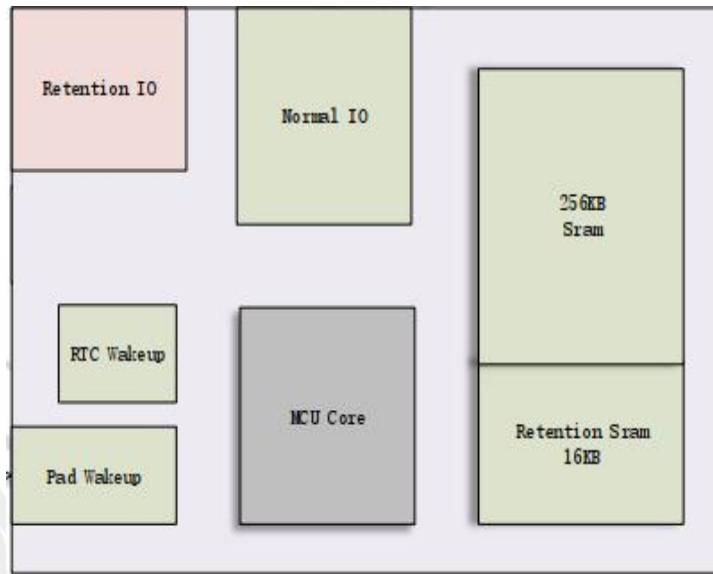 Retention IO
Normal IO
256KB
Sram
RTC Wakeup
MCU Core
Retention Sram
16KB
Pad Wakeup